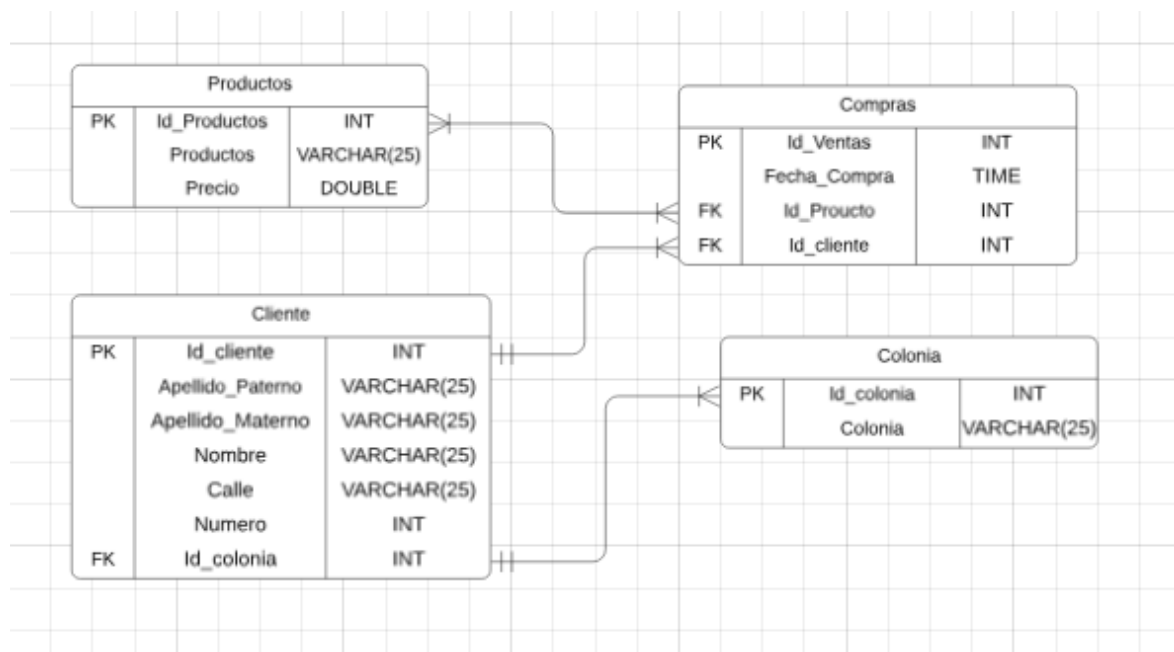 Productos
PK Id_Productos INT
Productos VARCHAR(25)
Precio DOUBLE
Compras
PK Id_Ventas INT
Fecha_Compra TIME
FK Id_Proucto INT
FK Id_cliente INT
Cliente
PK Id_cliente INT
Apellido_Paterno VARCHAR(25)
Apellido_Materno VARCHAR(25)
Nombre VARCHAR(25)
Calle VARCHAR(25)
Numero INT
FK Id_colonia INT
Colonia
PK Id_colonia INT
Colonia VARCHAR(25)